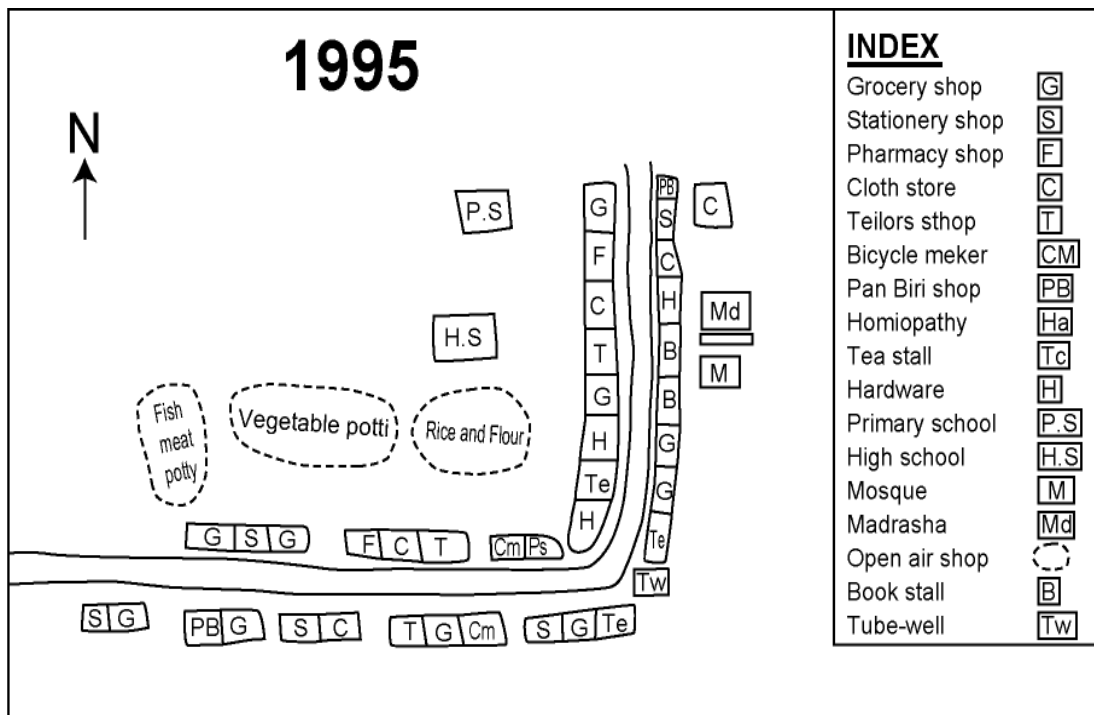 1995
N
INDEX
Grocery shop G
Stationery shop S
Pharmacy shop F
Cloth store C
Teilors sthop T
Bicycle meker CM
Pan Biri shop PB
Homiopathy Ha
Tea stall Tc
Hardware H
Primary school P.S
High school H.S
Mosque M
Madrasha Md
Open air shop
Book stall B
Tube-well Tw
P.S
H.S
Fish
meat
potty
Vegetable potti
Rice and Flour
G
F
C
T
G
H
Te
H
PB
S
C
H
B
B
G
G
Te
C
Md
M
G S G
F C T
Cm Ps
Tw
S G
PB G
S C
T G Cm
S G Te